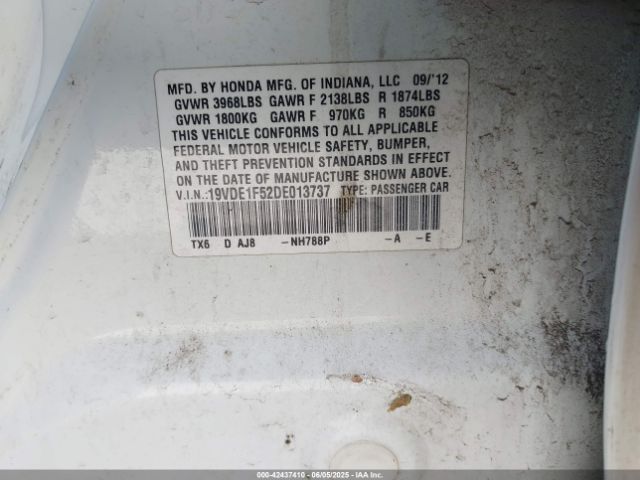 MFD. BY HONDA MFG. OF INDIANA, LLC 09/'12
GVWR 3968LBS GAWR F 2138LBS R 1874LBS
GVWR 1800KG GAWR F 970KG R 850KG
THIS VEHICLE CONFORMS TO ALL APPLICABLE
FEDERAL MOTOR VEHICLE SAFETY, BUMPER,
AND THEFT PREVENTION STANDARDS IN EFFECT
ON THE DATE OF MANUFACTURE SHOWN ABOVE.
V.I.N.:19VDE1F52DE013737 TYPE: PASSENGER CAR
TX6 D AJ8 -NH788P -A -E
000-42437410 - 06/05/2025 - IAAI.COM